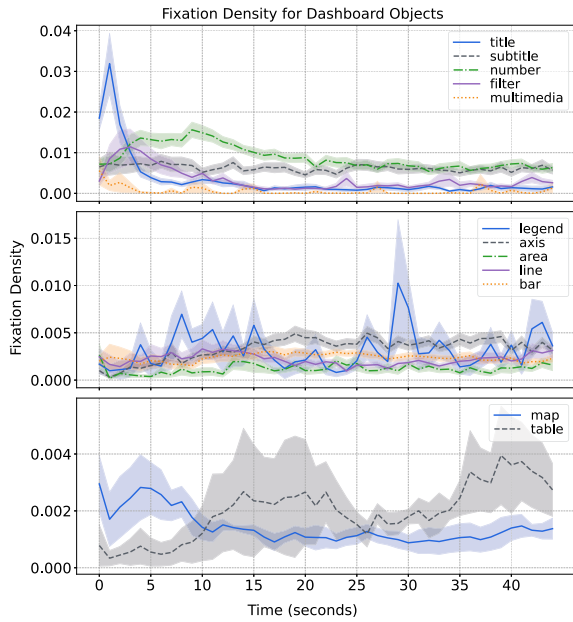 Fixation Density for Dashboard Objects
0.04
0.03
0.02
0.01
0.00
title
subtitle
number
filter
multimedia
Fixation Density
0.015
0.010
0.005
0.000
legend
axis
area
line
bar
0.004
0.002
0.000
map
table
0 5 10 15 20 25 30 35 40
Time (seconds)